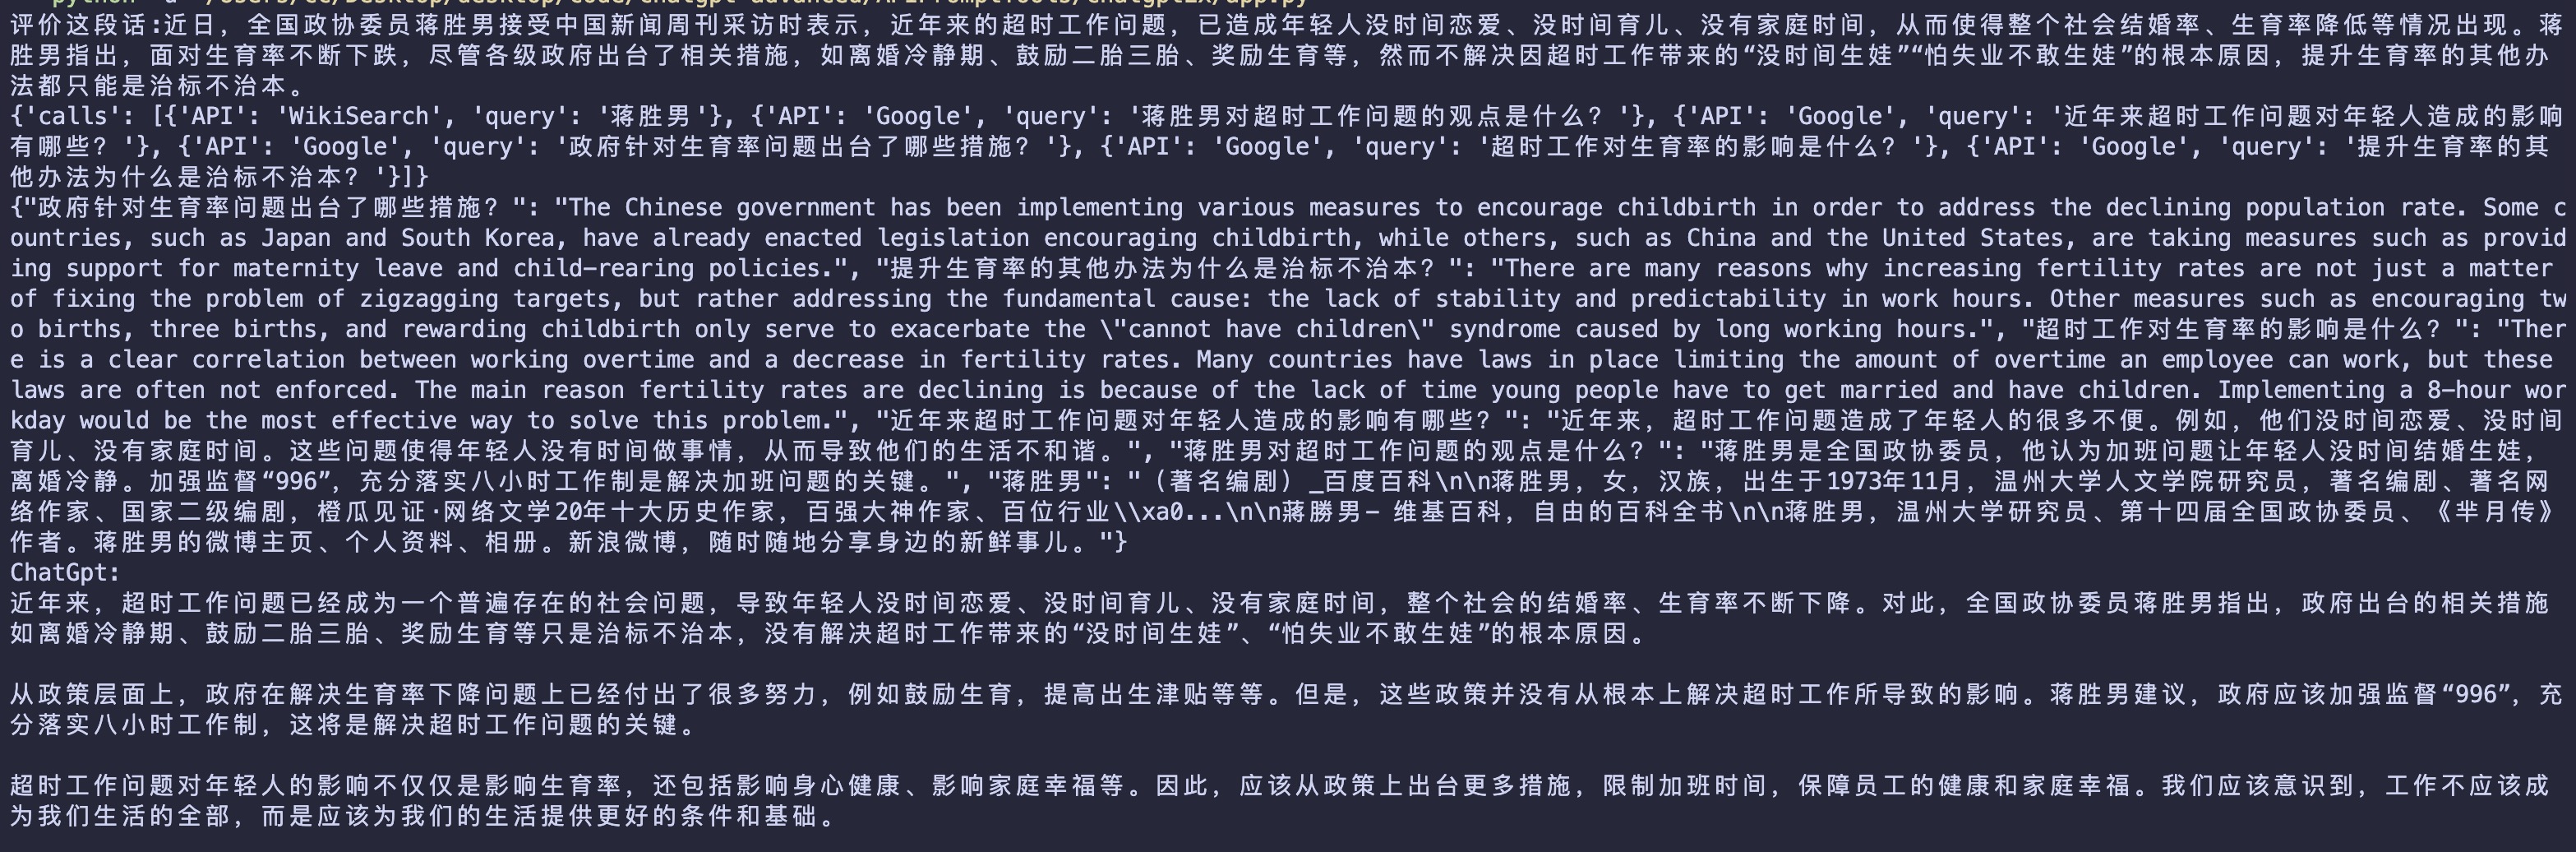 评价这段话:近日，全国政协委员蒋胜男接受中国新闻周刊采访时表示，近年来的超时工作问题，已造成年轻人没时间恋爱、没时间育儿、没有家庭时间，从而使得整个社会结婚率、生育率降低等情况出现。蒋
胜男指出，面对生育率不断下跌，尽管各级政府出台了相关措施，如离婚冷静期、鼓励二胎三胎、奖励生育等，然而不解决因超时工作带来的“没时间生娃”“怕失业不敢生娃”的根本原因，提升生育率的其他办
法都只能是治标不治本。
{'calls': [{'API': 'WikiSearch', 'query': '蒋胜男'}, {'API': 'Google', 'query': '蒋胜男对超时工作问题的观点是什么？'}, {'API': 'Google', 'query': '近年来超时工作问题对年轻人造成的影响
有哪些？'}, {'API': 'Google', 'query': '政府针对生育率问题出台了哪些措施？'}, {'API': 'Google', 'query': '超时工作对生育率的影响是什么？'}, {'API': 'Google', 'query': '提升生育率的其
他办法为什么是治标不治本？'}]}
{"政府针对生育率问题出台了哪些措施？": "The Chinese government has been implementing various measures to encourage childbirth in order to address the declining population rate. Some c
ountries, such as Japan and South Korea, have already enacted legislation encouraging childbirth, while others, such as China and the United States, are taking measures such as provid
ing support for maternity leave and child-rearing policies.", "提升生育率的其他办法为什么是治标不治本？": "There are many reasons why increasing fertility rates are not just a matter
of fixing the problem of zigzagging targets, but rather addressing the fundamental cause: the lack of stability and predictability in work hours. Other measures such as encouraging tw
o births, three births, and rewarding childbirth only serve to exacerbate the \"cannot have children\" syndrome caused by long working hours.", "超时工作对生育率的影响是什么？": "Ther
e is a clear correlation between working overtime and a decrease in fertility rates. Many countries have laws in place limiting the amount of overtime an employee can work, but these
laws are often not enforced. The main reason fertility rates are declining is because of the lack of time young people have to get married and have children. Implementing a 8-hour wor
kday would be the most effective way to solve this problem.", "近年来超时工作问题对年轻人造成的影响有哪些？": "近年来，超时工作问题造成了年轻人的很多不便。例如，他们没时间恋爱、没时间
育儿、没有家庭时间。这些问题使得年轻人没有时间做事情，从而导致他们的生活不和谐。", "蒋胜男对超时工作问题的观点是什么？": "蒋胜男是全国政协委员，他认为加班问题让年轻人没时间结婚生娃，
离婚冷静。加强监督“996”，充分落实八小时工作制是解决加班问题的关键。", "蒋胜男": "（著名编剧）_百度百科\n\n蒋胜男，女，汉族，出生于1973年11月，温州大学人文学院研究员，著名编剧、著名网
络作家、国家二级编剧，橙瓜见证·网络文学20年十大历史作家，百强大神作家、百位行业\\xa0...\n\n蒋勝男- 维基百科，自由的百科全书\n\n蒋胜男，温州大学研究员、第十四届全国政协委员、《芈月传》
作者。蒋胜男的微博主页、个人资料、相册。新浪微博，随时随地分享身边的新鲜事儿。"}
ChatGpt:
近年来，超时工作问题已经成为一个普遍存在的社会问题，导致年轻人没时间恋爱、没时间育儿、没有家庭时间，整个社会的结婚率、生育率不断下降。对此，全国政协委员蒋胜男指出，政府出台的相关措施
如离婚冷静期、鼓励二胎三胎、奖励生育等只是治标不治本，没有解决超时工作带来的“没时间生娃”、“怕失业不敢生娃”的根本原因。
从政策层面上，政府在解决生育率下降问题上已经付出了很多努力，例如鼓励生育，提高出生津贴等等。但是，这些政策并没有从根本上解决超时工作所导致的影响。蒋胜男建议，政府应该加强监督“996”，充
分落实八小时工作制，这将是解决超时工作问题的关键。
超时工作问题对年轻人的影响不仅仅是影响生育率，还包括影响身心健康、影响家庭幸福等。因此，应该从政策上出台更多措施，限制加班时间，保障员工的健康和家庭幸福。我们应该意识到，工作不应该成
为我们生活的全部，而是应该为我们的生活提供更好的条件和基础。